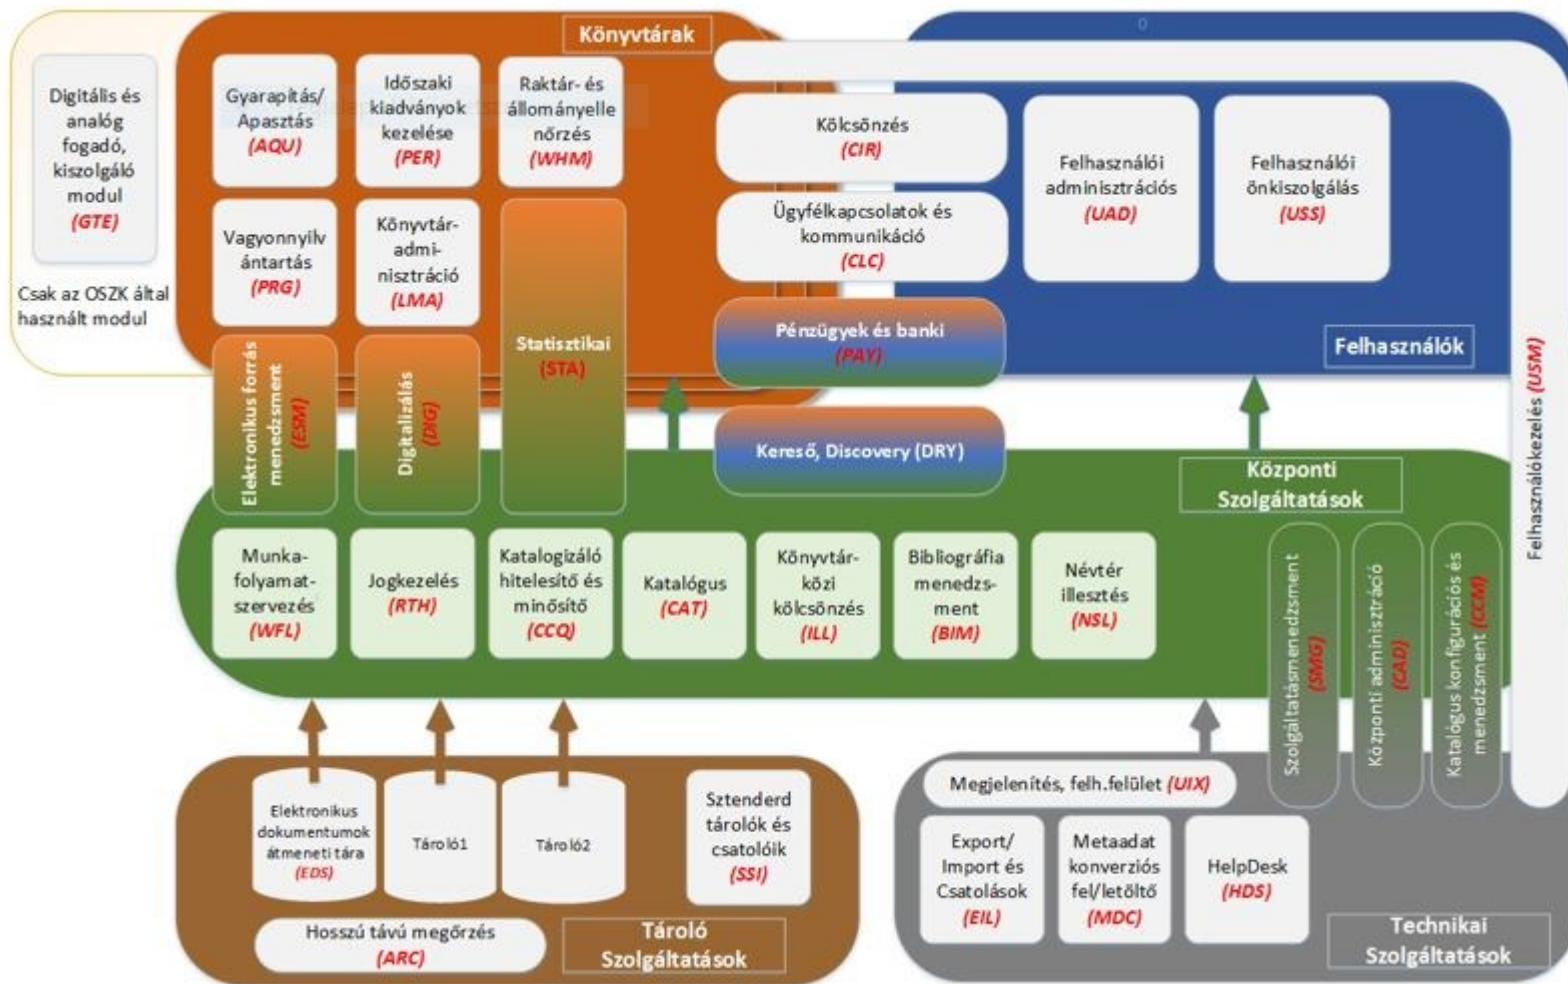 Könyvtárak
Digitális és
analóg
fogadó,
kiszolgáló
modul
(GTE)
Csak az OSZK által
használt modul
Gyarapítás/
Apasztás
(AQU)
Időszaki
kiadványok
kezelése
(PER)
Raktár- és
állományelle
nőrzés
(WHM)
Vagyonnyilv
ántartás
(PRG)
Könyvtár-
admi-
nisztráció
(LMA)
Statisztikai
(STA)
Elektronikus forrás
menedzsment
(ESM)
Digitalizálás
(DIG)
0
Kölcsönzés
(CIR)
Ügyfélkapcsolatok és
kommunikáció
(CLC)
Pénzügyek és banki
(PAY)
Kereső, Discovery (DRY)
Felhasználói
adminisztrációs
(UAD)
Felhasználói
önkiszolgálás
(USS)
Felhasználók
Felhasználókezelés (USM)
Központi
Szolgáltatások
Munka-
folyamat-
szervezés
(WFL)
Jogkezelés
(RTH)
Katalogizáló
hitelesítő és
minősítő
(CCQ)
Katalógus
(CAT)
Könyvtár-
közi
kölcsönzés
(ILL)
Bibliográfia
menedzs-
ment
(BIM)
Névtér
illesztés
(NSL)
Szolgáltatásmenedzsment
(SMG)
Központi adminisztráció
(CAD)
Katalógus konfigurációs és
menedzsment (CCM)
Elektronikus
dokumentumok
átmeneti tára
(EDS)
Tároló1
Tároló2
Sztenderd
tárolók és
csatolóik
(SSI)
Hosszú távú megőrzés
(ARC)
Tároló
Szolgáltatások
Megjelenítés, felh.felület (UIX)
Export/
Import és
Csatolások
(EIL)
Metaadat
konverziós
fel/letöltő
(MDC)
HelpDesk
(HDS)
Technikai
Szolgáltatások